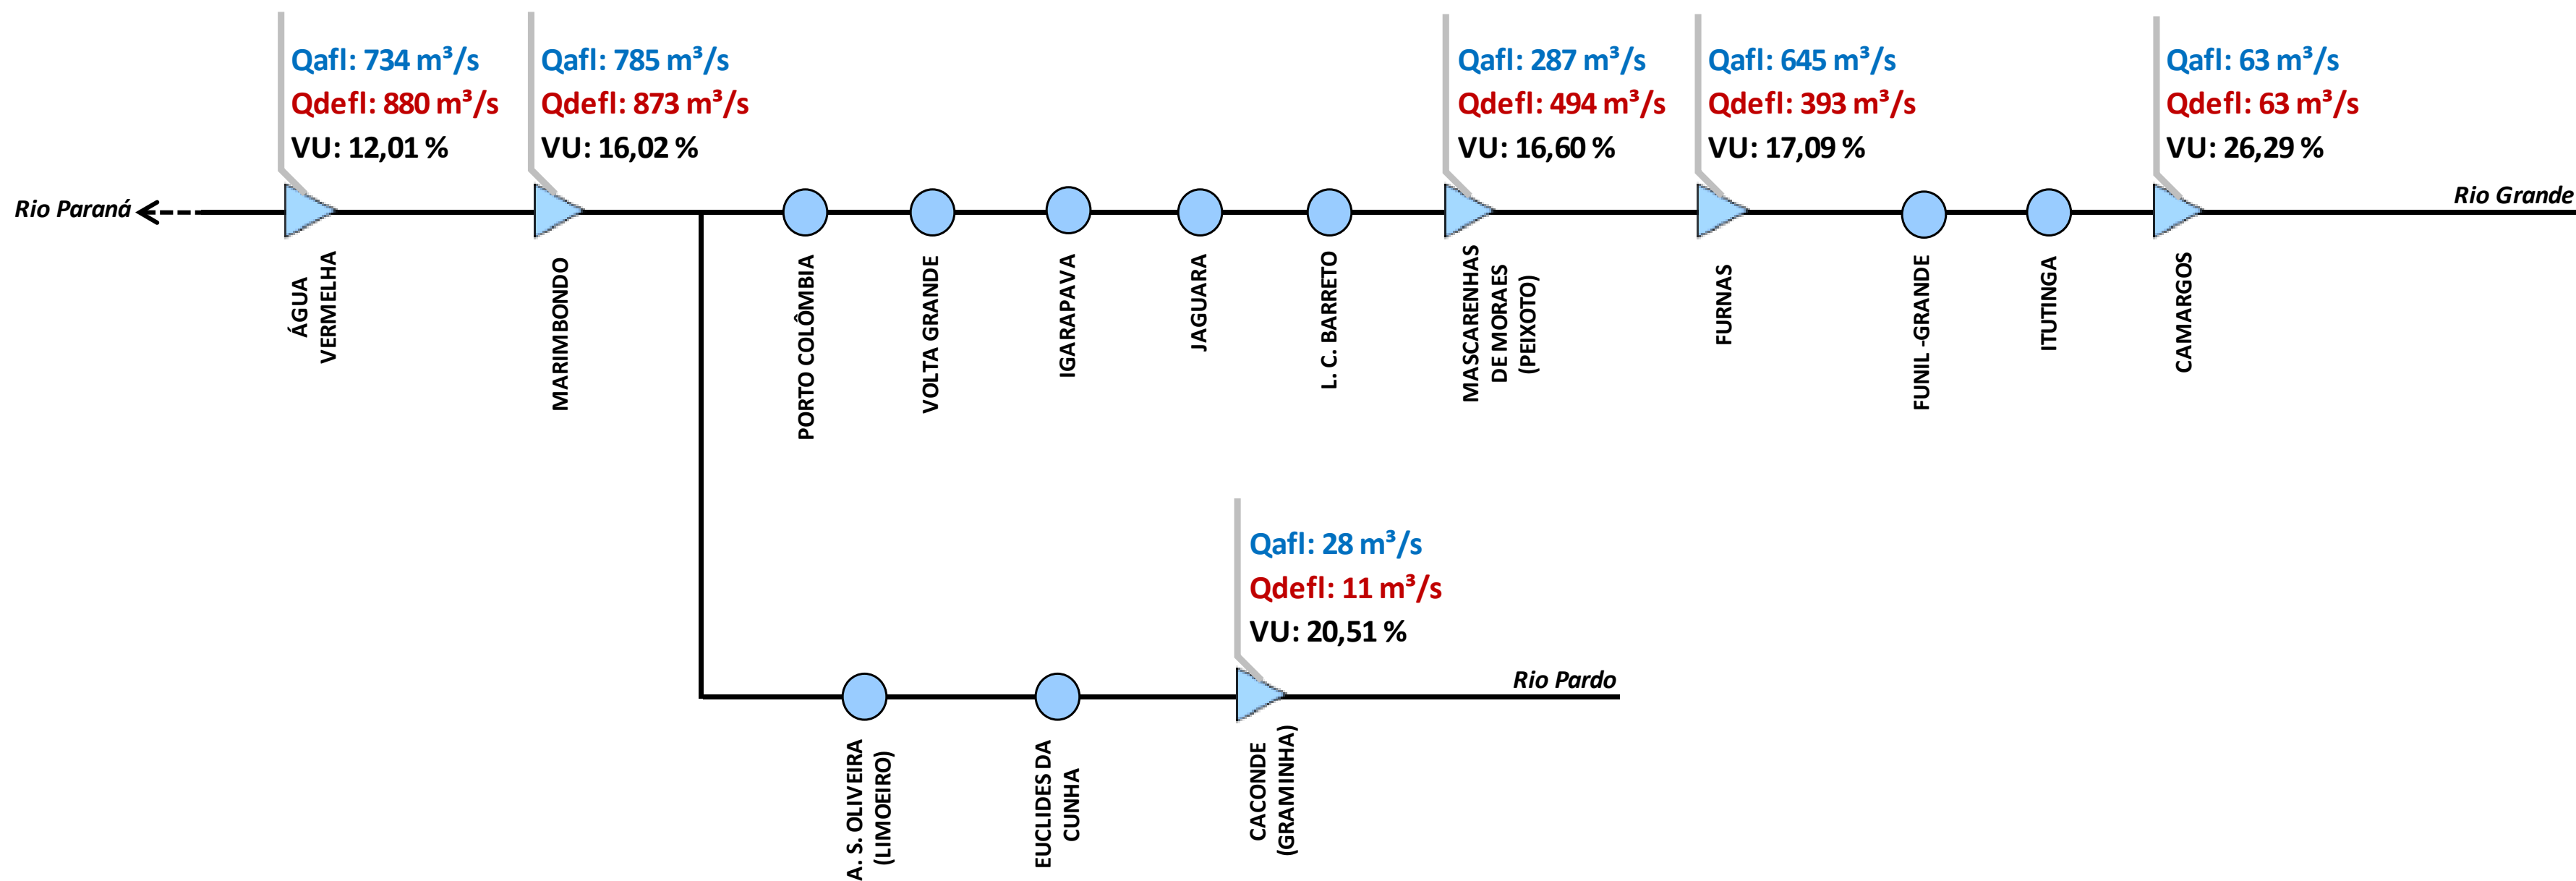 Qafl: 734 m³/s
Qdefl: 880 m³/s
VU: 12,01 %
Qafl: 785 m³/s
Qdefl: 873 m³/s
VU: 16,02 %
Qafl: 287 m³/s
Qdefl: 494 m³/s
VU: 16,60 %
Qafl: 645 m³/s
Qdefl: 393 m³/s
VU: 17,09 %
Qafl: 63 m³/s
Qdefl: 63 m³/s
VU: 26,29 %
Rio Paraná
Rio Grande
ÁGUA
VERMELHA
MARIMBONDO
PORTO COLÔMBIA
VOLTA GRANDE
IGARAPAVA
JAGUARA
L. C. BARRETO
MASCARENHAS
DE MORAES
(PEIXOTO)
FURNAS
FUNIL -GRANDE
ITUTINGA
CAMARGOS
Qafl: 28 m³/s
Qdefl: 11 m³/s
VU: 20,51 %
Rio Pardo
A. S. OLIVEIRA
(LIMOEIRO)
EUCLIDES DA
CUNHA
CACONDE
(GRAMINHA)